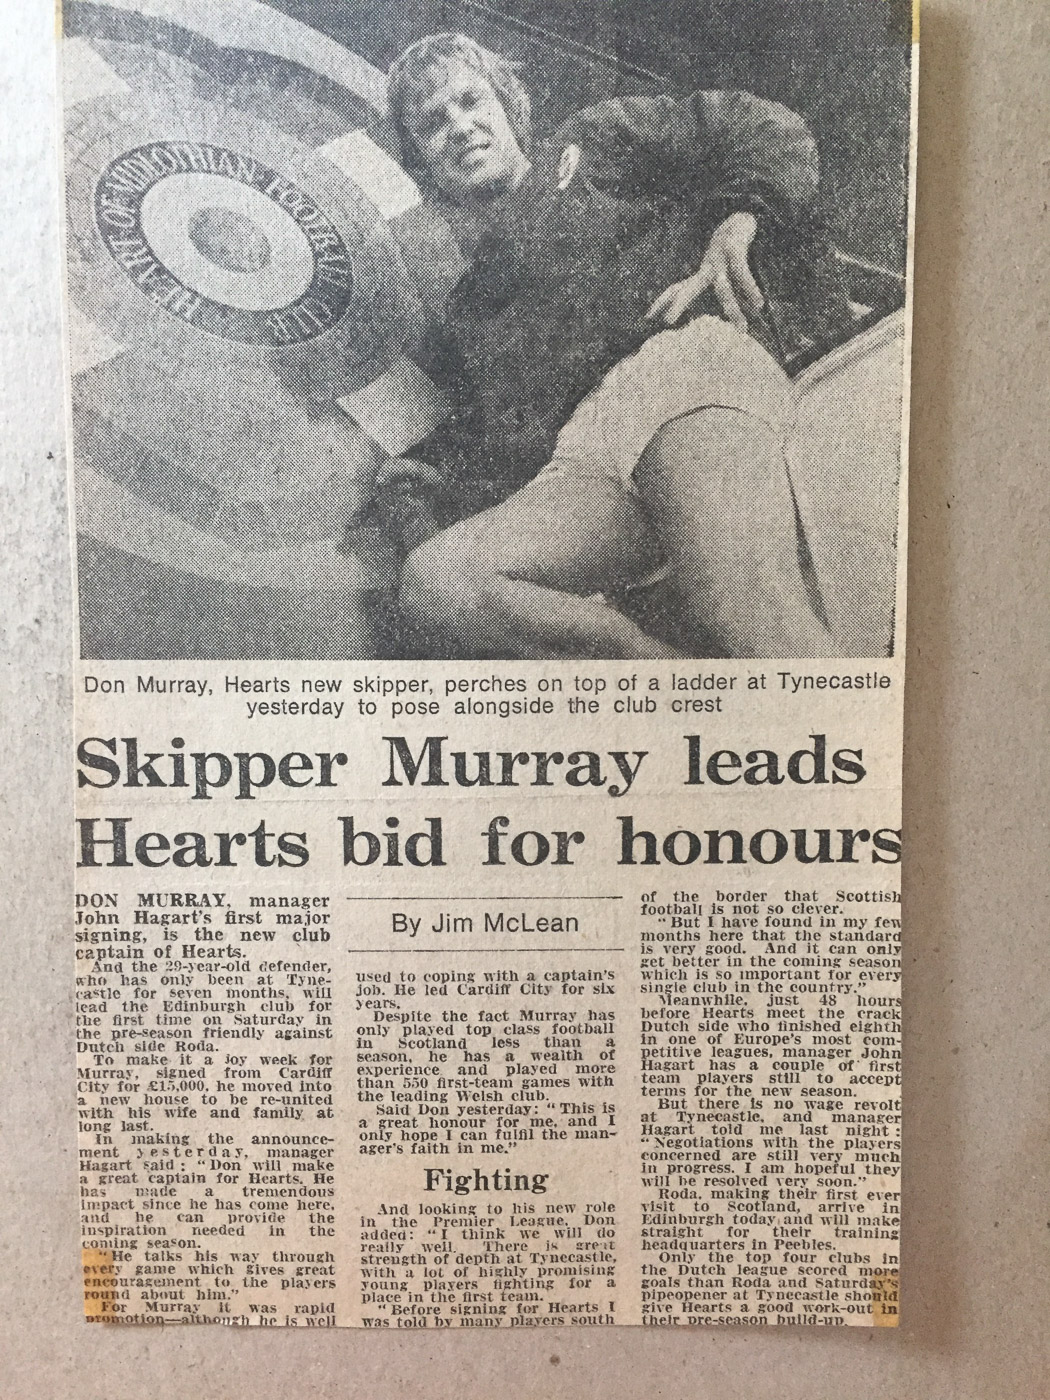 HEART OF MIDLOTHIAN FOOTBALL CLUB
Don Murray, Hearts new skipper, perches on top of a ladder at Tynecastle
yesterday to pose alongside the club crest
Skipper Murray leads
Hearts bid for honours
DON MURRAY, manager
John Hagart's first major
signing, is the new club
captain of Hearts.
And the 29-year-old defender,
who has only been at Tyne-
castle for seven months, will
lead the Edinburgh club for
the first time on Saturday in
the pre-season friendly against
Dutch side Roda.
To make it a joy week for
Murray, signed from Cardiff
City for £15,000, he moved into
a new house to be re-united
with his wife and family at
long last.
In making the announce-
ment yesterday, manager
Hagart said: "Don will make
a great captain for Hearts. He
has made a tremendous
impact since he has come here,
and he can provide the
inspiration needed in the
coming season.
"He talks his way through
every game which gives great
encouragement to the players
round about him."
For Murray it was rapid
promotion—although he is well
By Jim McLean
used to coping with a captain's
job. He led Cardiff City for six
years.
Despite the fact Murray has
only played top class football
in Scotland less than a
season, he has a wealth of
experience and played more
than 550 first-team games with
the leading Welsh club.
Said Don yesterday: "This is
a great honour for me, and I
only hope I can fulfil the man-
ager's faith in me."
Fighting
And looking to his new role
in the Premier League, Don
added: "I think we will do
really well. There is great
strength of depth at Tynecastle,
with a lot of highly promising
young players fighting for a
place in the first team.
"Before signing for Hearts I
was told by many players south
of the border that Scottish
football is not so clever.
"But I have found in my few
months here that the standard
is very good. And it can only
get better in the coming season
which is so important for every
single club in the country."
Meanwhile, just 48 hours
before Hearts meet the crack
Dutch side who finished eighth
in one of Europe's most com-
petitive leagues, manager John
Hagart has a couple of first
team players still to accept
terms for the new season.
But there is no wage revolt
at Tynecastle, and manager
Hagart told me last night:
"Negotiations with the players
concerned are still very much
in progress. I am hopeful they
will be resolved very soon."
Roda, making their first ever
visit to Scotland, arrive in
Edinburgh today and will make
straight for their training
headquarters in Peebles.
Only the top four clubs in
the Dutch league scored more
goals than Roda and Saturday's
pipeopener at Tynecastle should
give Hearts a good work-out in
their pre-season build-up.